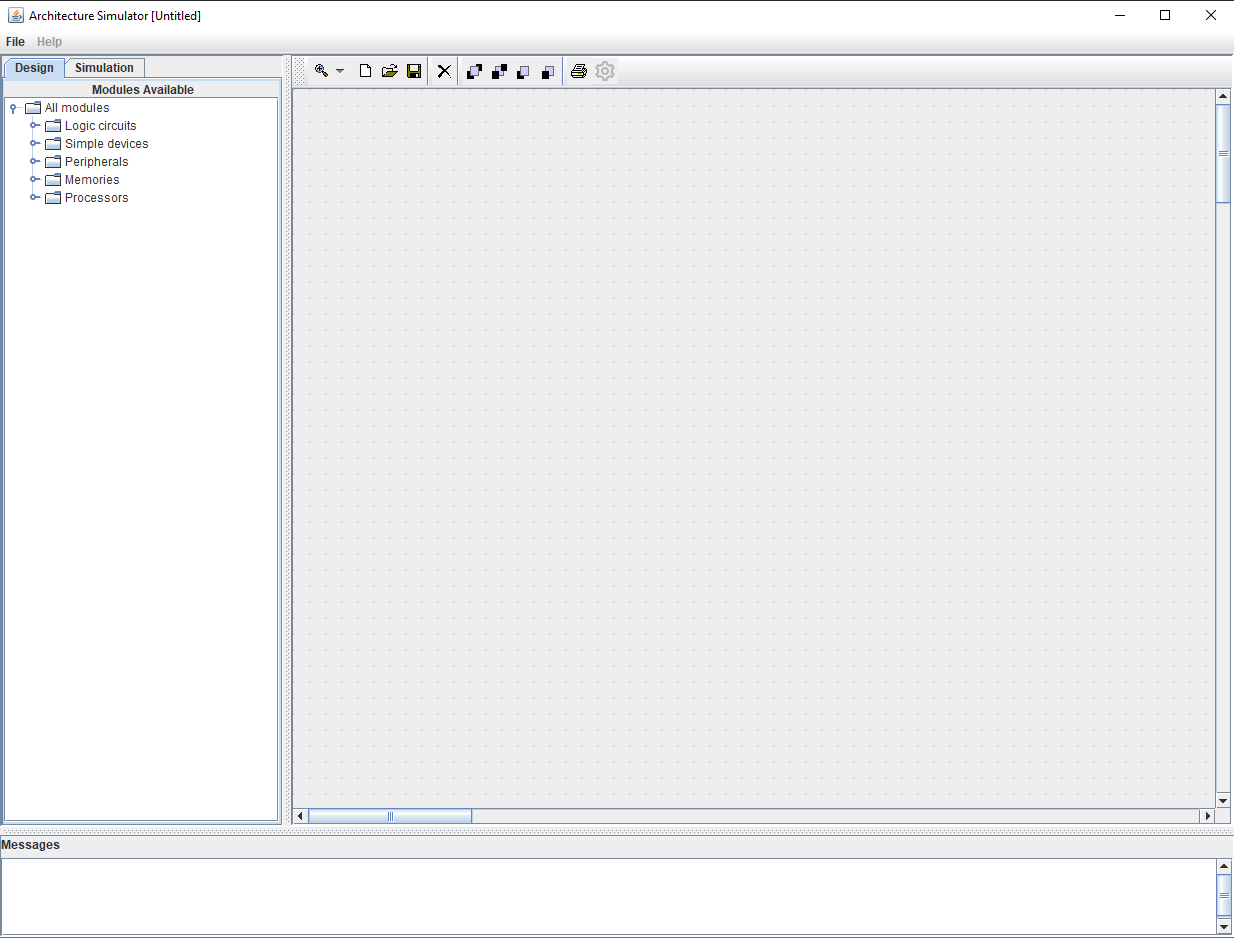 Architecture Simulator [Untitled]
File Help
Design Simulation
Modules Available
All modules
Logic circuits
Simple devices
Peripherals
Memories
Processors
Messages